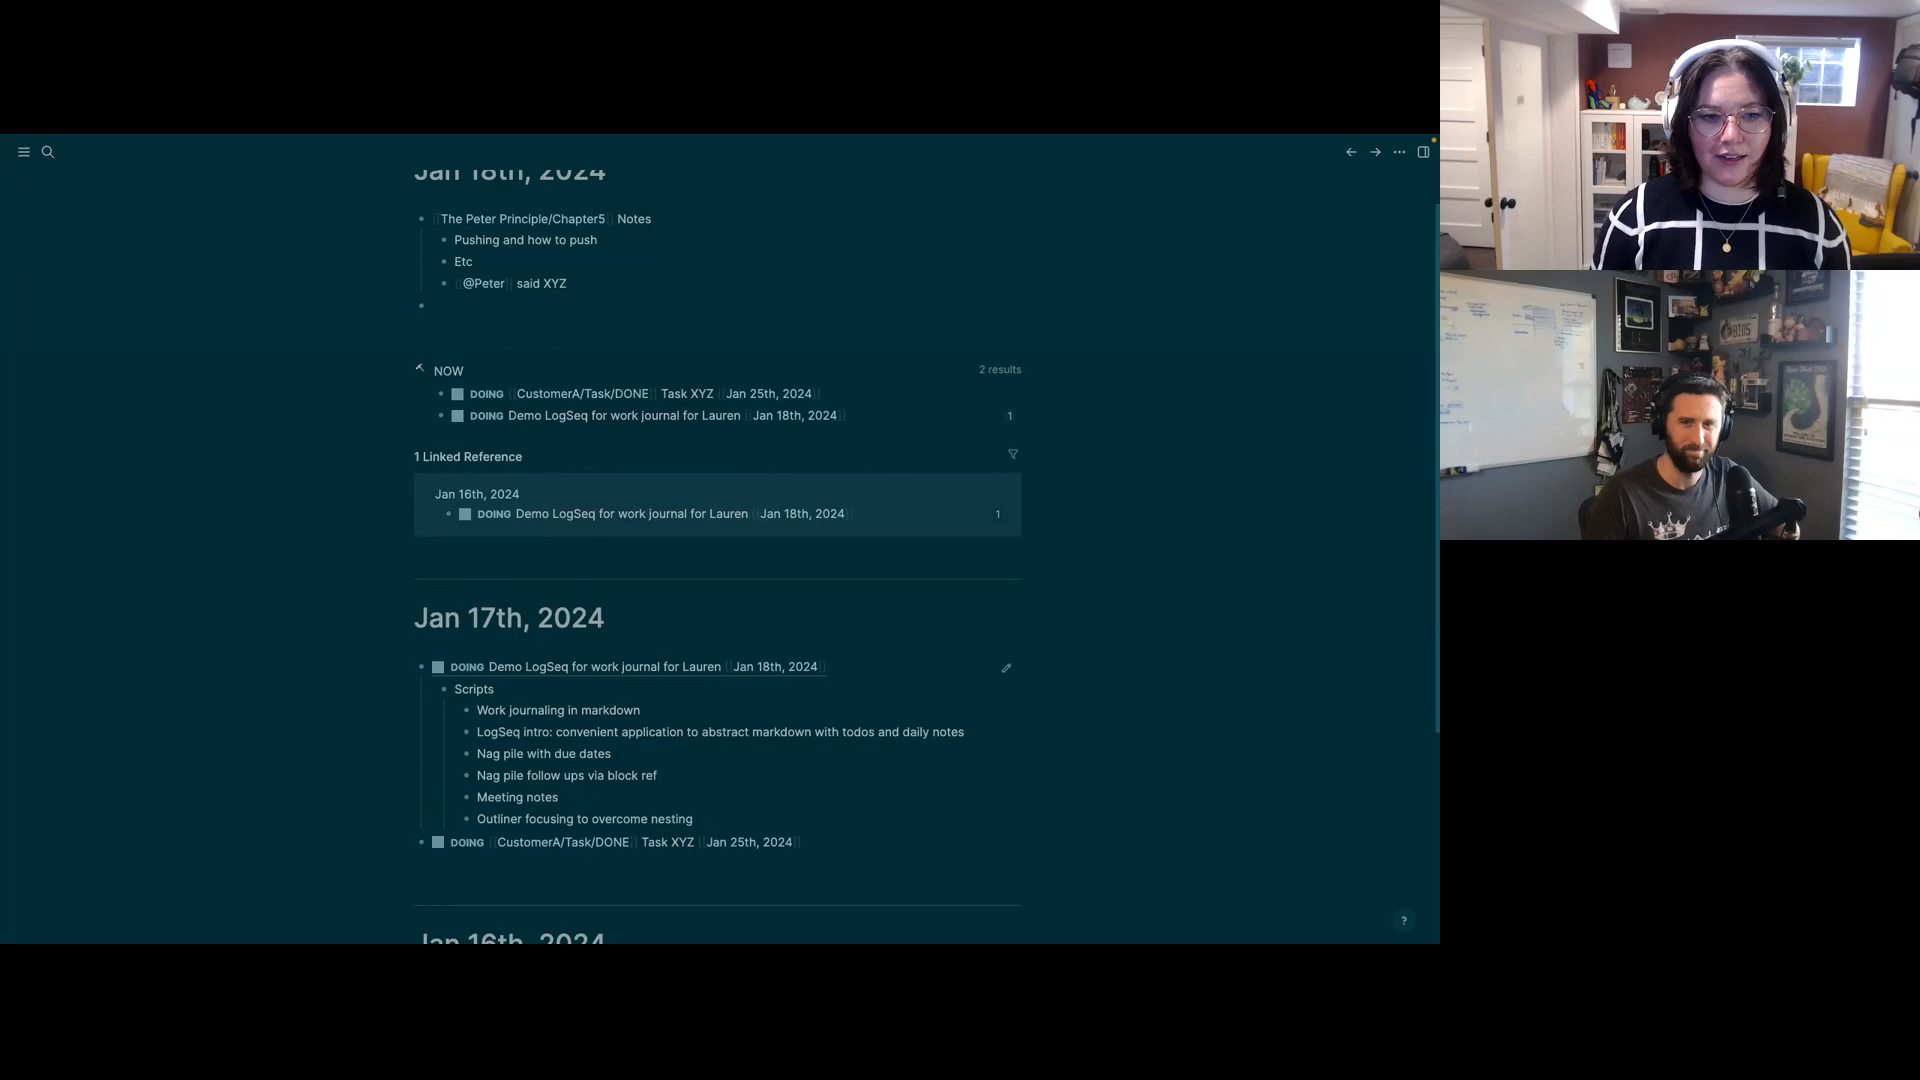 Jan 18th, 2024
[[The Peter Principle/Chapter5]] Notes
Pushing and how to push
Etc
[[@Peter]] said XYZ
NOW
2 results
DOING [[CustomerA/Task/DONE]] Task XYZ [[Jan 25th, 2024]]
DOING Demo LogSeq for work journal for Lauren [[Jan 18th, 2024]]
1
1 Linked Reference
Jan 16th, 2024
DOING Demo LogSeq for work journal for Lauren [[Jan 18th, 2024]]
1
Jan 17th, 2024
DOING Demo LogSeq for work journal for Lauren [[Jan 18th, 2024]]
Scripts
Work journaling in markdown
LogSeq intro: convenient application to abstract markdown with todos and daily notes
Nag pile with due dates
Nag pile follow ups via block ref
Meeting notes
Outliner focusing to overcome nesting
DOING [[CustomerA/Task/DONE]] Task XYZ [[Jan 25th, 2024]]
?
Jan 16th, 2024
BIOS